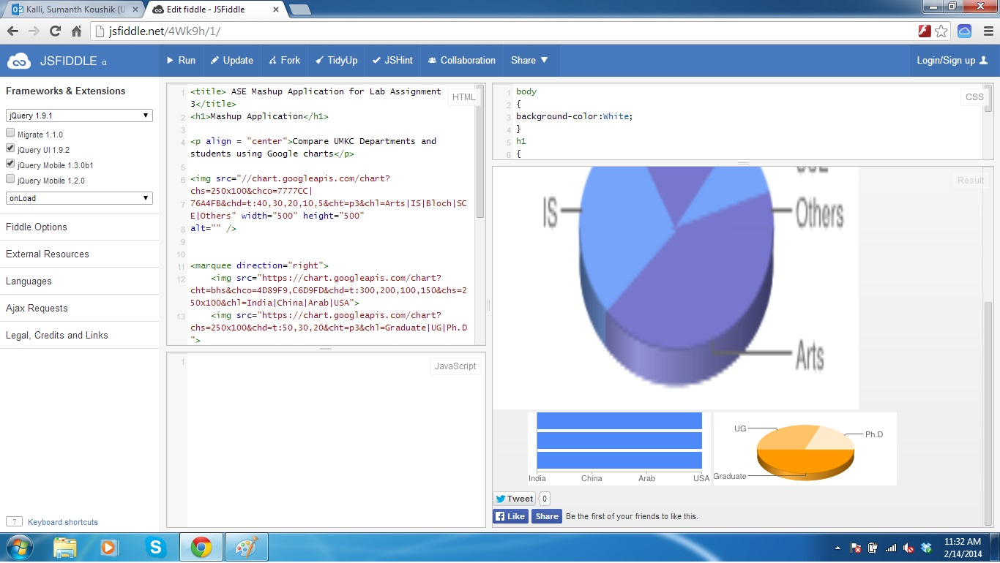 Kalli, Sumanth Koushik (U
Edit fiddle - JSFiddle
jsfiddle.net/4Wk9h/1/
JSFIDDLE α
Run
Update
Fork
TidyUp
JSHint
Collaboration
Share
Login/Sign up
Frameworks & Extensions
jQuery 1.9.1
Migrate 1.1.0
jQuery UI 1.9.2
jQuery Mobile 1.3.0b1
jQuery Mobile 1.2.0
onLoad
Fiddle Options
External Resources
Languages
Ajax Requests
Legal, Credits and Links
? Keyboard shortcuts
HTML
1 <title> ASE Mashup Application for Lab Assignment
3</title>
2 <h1>Mashup Application</h1>
3
4 <p align = "center">Compare UMKC Departments and
students using Google charts</p>
5
6 <img src="//chart.googleapis.com/chart?
chs=250x100&chco=7777CC|
7 76A4FB&chd=t:40,30,20,10,5&cht=p3&chl=Arts|IS|Bloch|SC
E|Others" width="500" height="500"
8 alt="" />
9
10
11 <marquee direction="right">
12 <img src="https://chart.googleapis.com/chart?
cht=bhs&chco=4D89F9,C6D9FD&chd=t:300,200,100,150&chs=2
50x100&chl=India|China|Arab|USA">
13 <img src="https://chart.googleapis.com/chart?
chs=250x100&chd=t:50,30,20&cht=p3&chl=Graduate|UG|Ph.D
">
JavaScript
1
CSS
1 body
2 {
3 background-color:White;
4 }
5 h1
6 {
Result
IS
Others
Arts
India China Arab USA
UG
Ph.D
Graduate
Tweet 0
Like Share Be the first of your friends to like this.
11:32 AM
2/14/2014